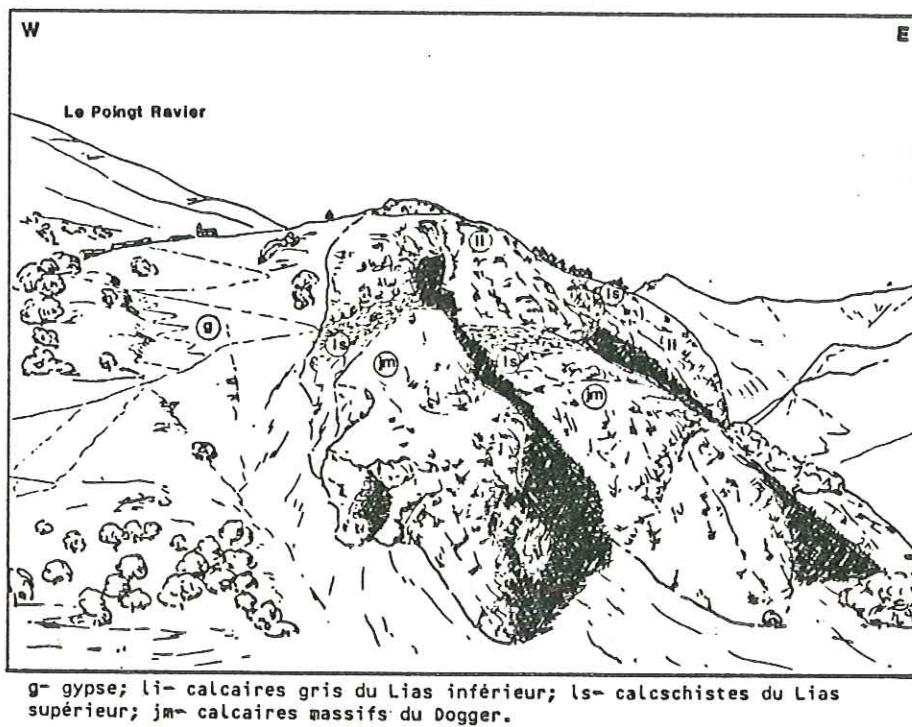 W E
Le Poingt Ravier
li
ls
g
ls
li
jm
ls
jm
g- gypse; li- calcaires gris du Lias inférieur; ls- calcschistes du Lias
supérieur; jm- calcaires massifs du Dogger.